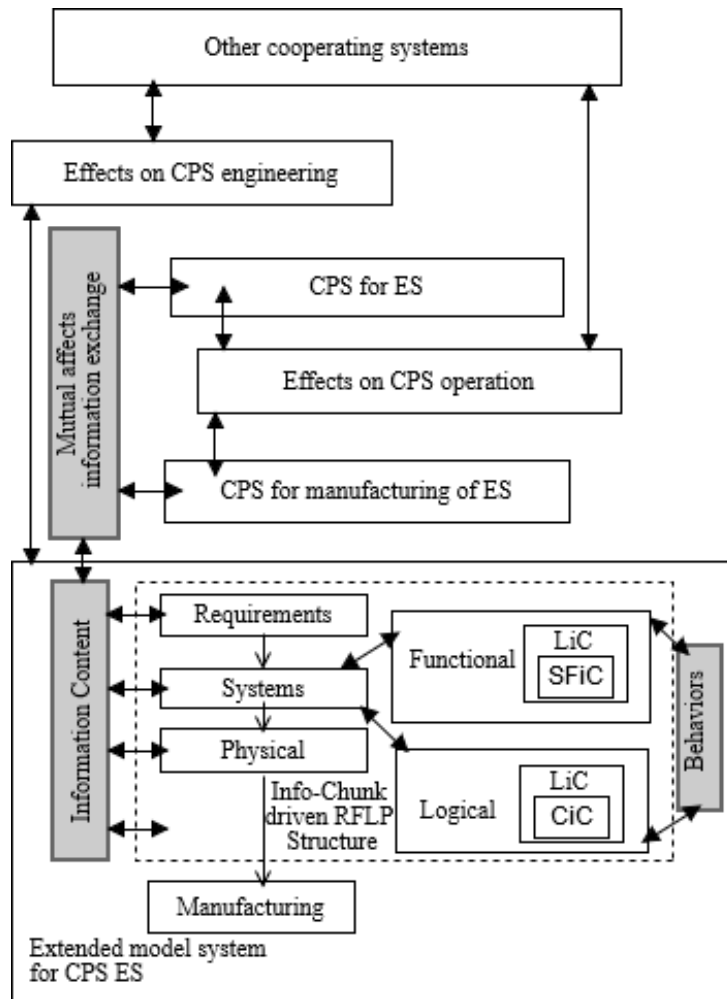 Other cooperating systems
Effects on CPS engineering
Mutual affects
information exchange
CPS for ES
Effects on CPS operation
CPS for manufacturing of ES
Information Content
Requirements
Systems
Physical
Functional
LiC
SFiC
Logical
LiC
CiC
Behaviors
Info-Chunk
driven RFLP
Structure
Manufacturing
Extended model system
for CPS ES